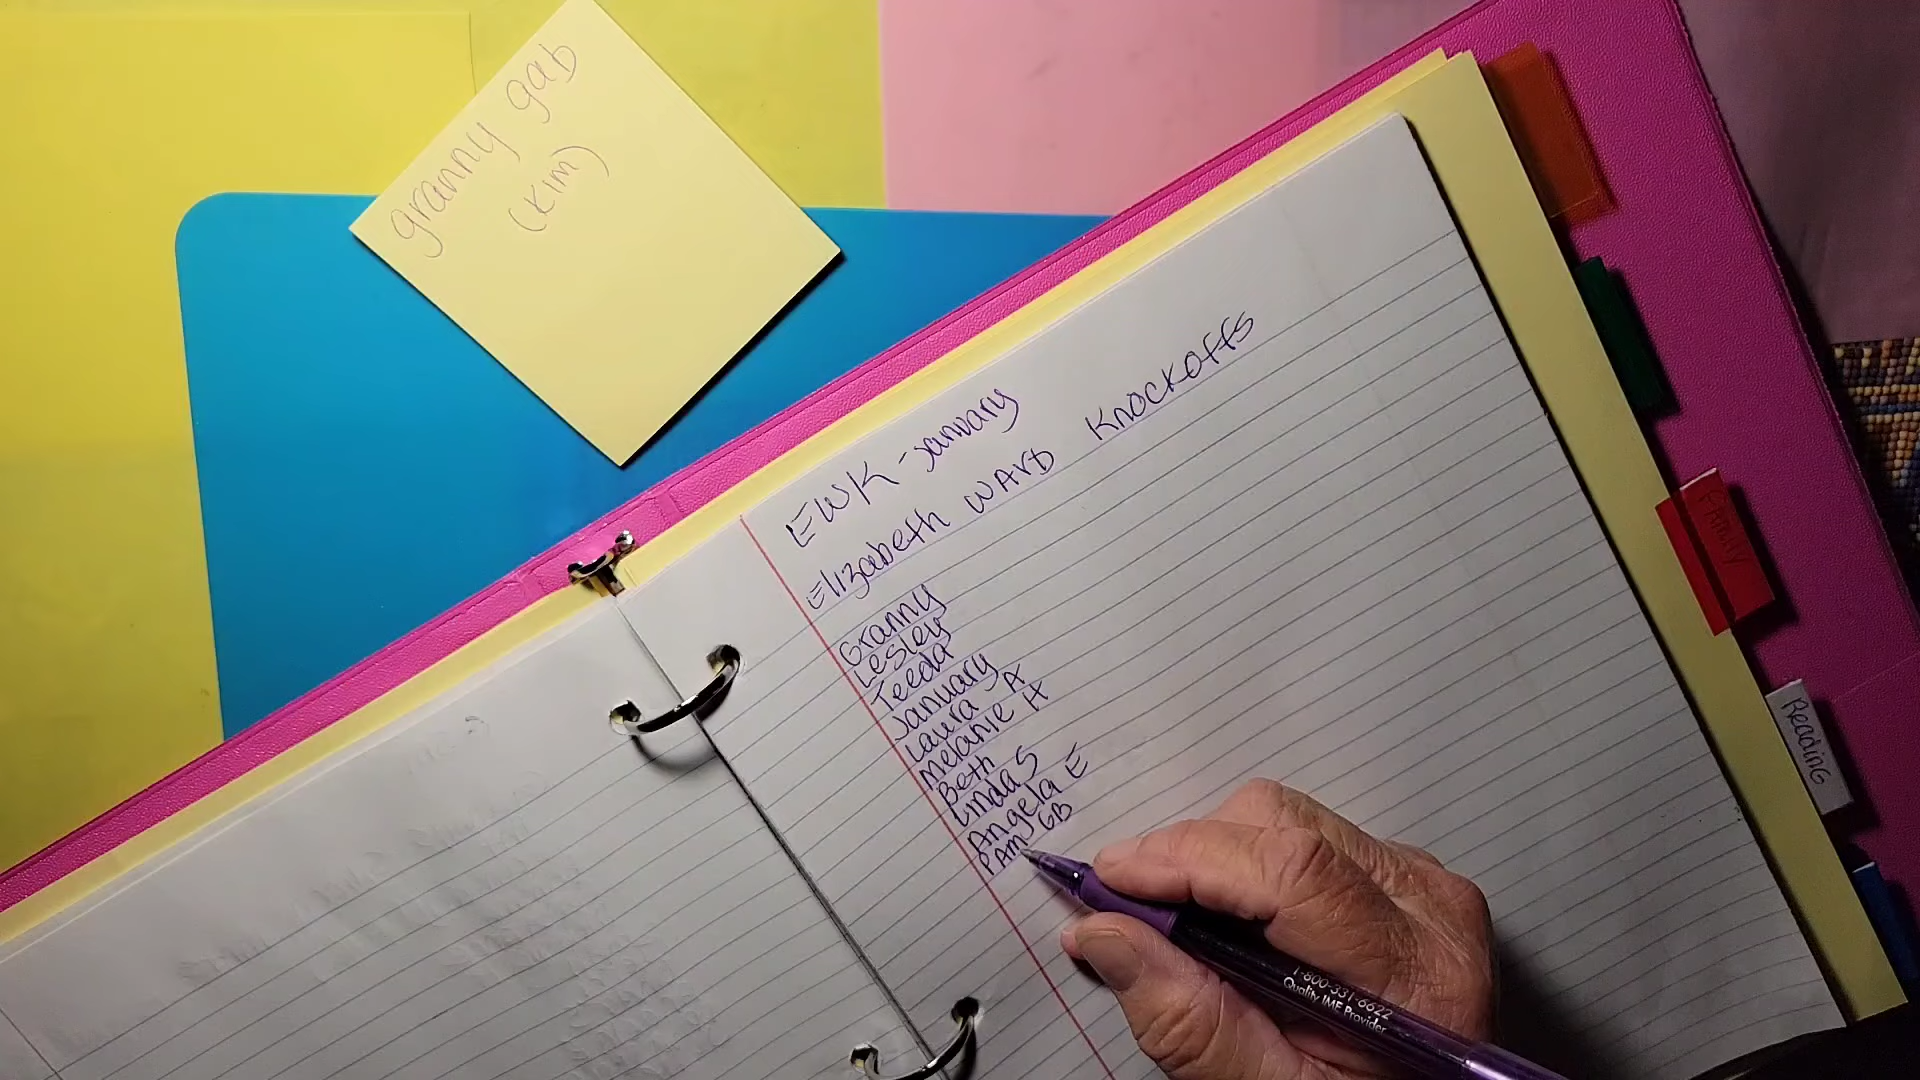 granny gab
(Kim)
EWK - January
Elizabeth Ward Knockoffs
Granny
Lesley
Teeda
January
Laura A
Melanie H
Beth
Linda S
Angela E
Pam GB
Family
Reading
1-800-331-6622
Quality IME Provider